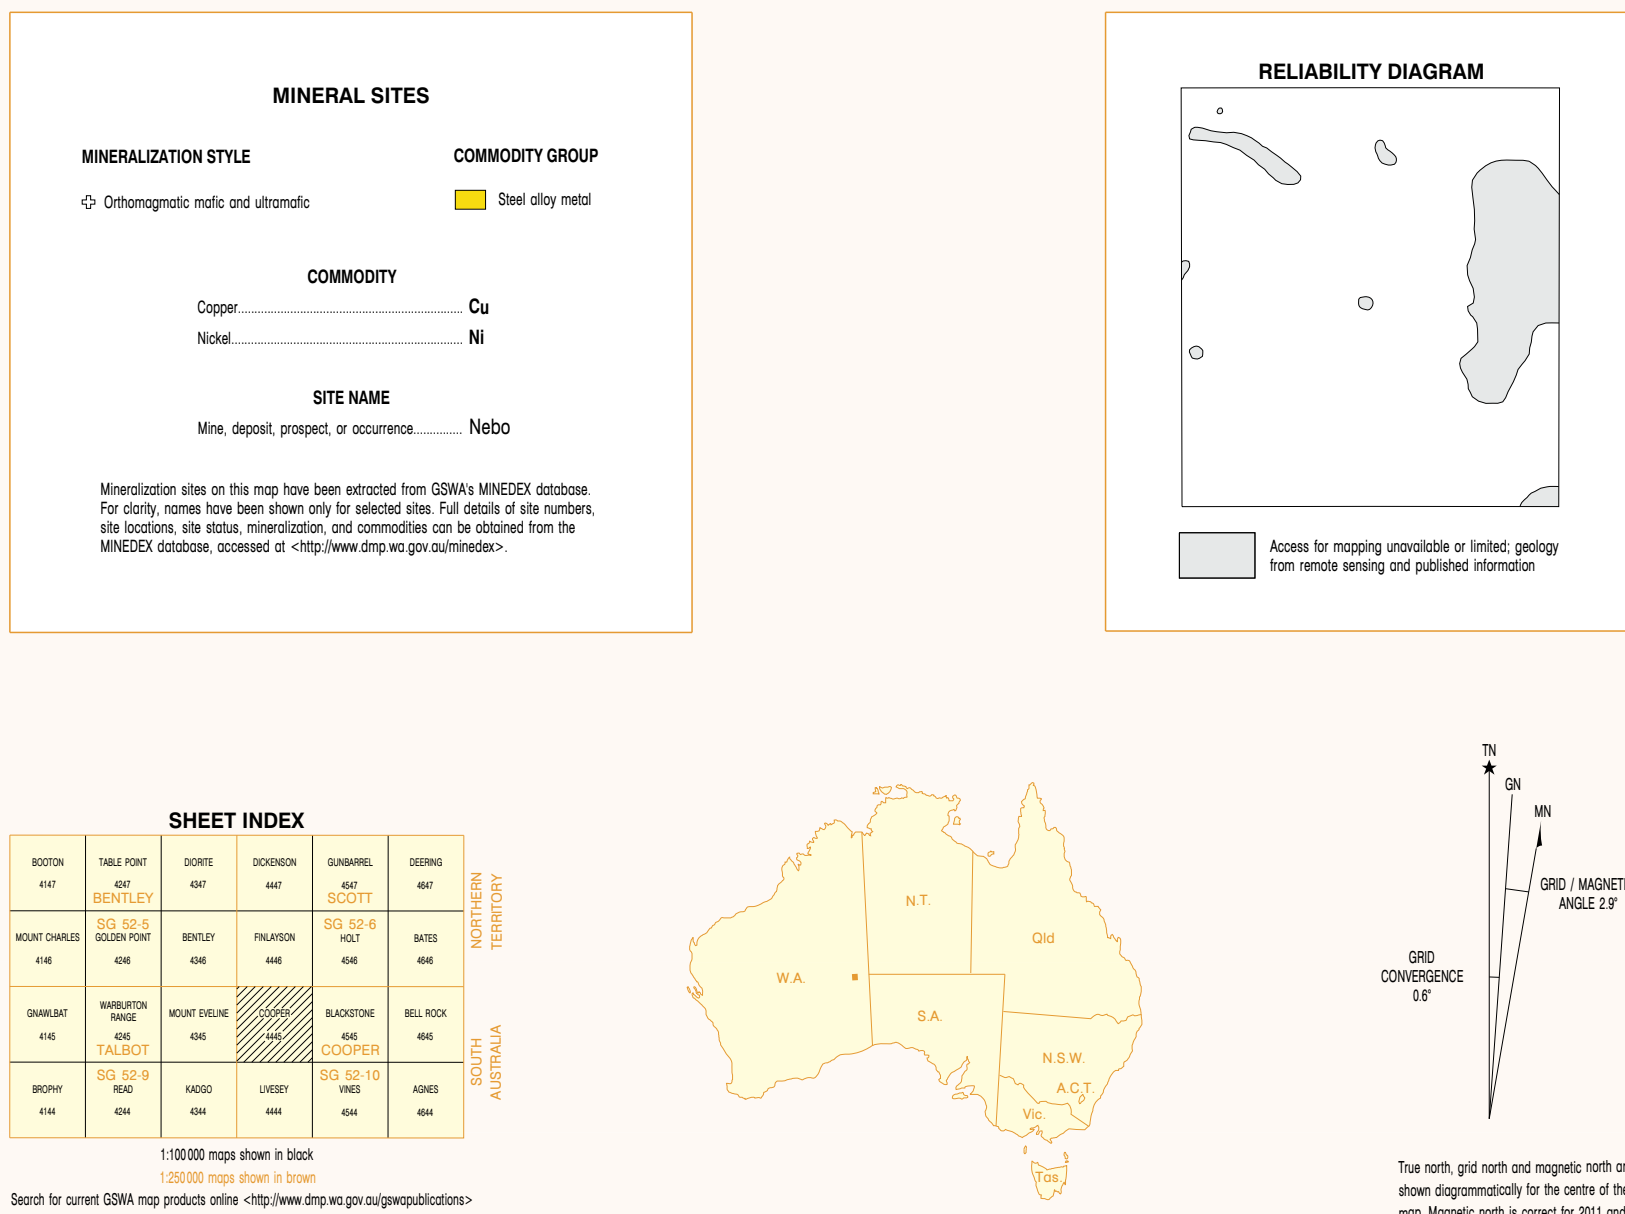 MINERAL SITES
MINERALIZATION STYLE
COMMODITY GROUP
Orthomagmatic mafic and ultramafic
Steel alloy metal
COMMODITY
Copper..................................................................... Cu
Nickel....................................................................... Ni
SITE NAME
Mine, deposit, prospect, or occurrence............... Nebo
Mineralization sites on this map have been extracted from GSWA's MINEDEX database.
For clarity, names have been shown only for selected sites. Full details of site numbers,
site locations, site status, mineralization, and commodities can be obtained from the
MINEDEX database, accessed at <http://www.dmp.wa.gov.au/minedex>.
RELIABILITY DIAGRAM
Access for mapping unavailable or limited; geology
from remote sensing and published information
SHEET INDEX
BOOTON TABLE POINT DIORITE DICKENSON GUNBARREL DEERING
4147 4247 4347 4447 4547 4647
BENTLEY SCOTT
SG 52-5 SG 52-6
MOUNT CHARLES GOLDEN POINT BENTLEY FINLAYSON HOLT BATES
4146 4246 4346 4446 4546 4646
GNAWLBAT WARBURTON
RANGE MOUNT EVELINE COOPER BLACKSTONE BELL ROCK
4145 4245 4345 4445 4545 4645
TALBOT COOPER
SG 52-9 SG 52-10
BROPHY READ KADGO LIVESEY VINES AGNES
4144 4244 4344 4444 4544 4644
NORTHERN
TERRITORY
SOUTH
AUSTRALIA
1:100 000 maps shown in black
1:250 000 maps shown in brown
Search for current GSWA map products online <http://www.dmp.wa.gov.au/gswapublications>
W.A.
N.T.
Qld
S.A.
N.S.W.
A.C.T.
Vic.
Tas.
TN
GN
MN
GRID / MAGNETI
ANGLE 2.9°
GRID
CONVERGENCE
0.6°
True north, grid north and magnetic north ar
shown diagrammatically for the centre of the
map. Magnetic north is correct for 2011 and